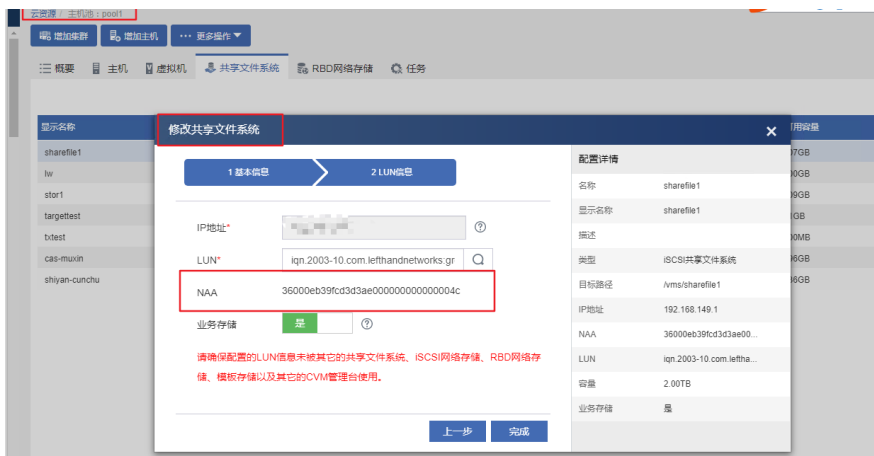 云资源 / 主机池：pool1
增加集群 增加主机 ··· 更多操作
概要 主机 虚拟机 共享文件系统 RBD网络存储 任务
显示名称
sharefile1
lw
stor1
targettest
txtest
cas-muxin
shiyan-cunchu
修改共享文件系统
1 基本信息 2 LUN信息
IP地址*
LUN* iqn.2003-10.com.lefthandnetworks:gr
NAA 36000eb39fcd3d3ae000000000000004c
业务存储 是
请确保配置的LUN信息未被其它的共享文件系统、iSCSI网络存储、RBD网络存
储、模板存储以及其它的CVM管理台使用。
上一步 完成
配置详情
名称 sharefile1
显示名称 sharefile1
描述
类型 iSCSI共享文件系统
目标路径 /vms/sharefile1
IP地址 192.168.149.1
NAA 36000eb39fcd3d3ae00...
LUN iqn.2003-10.com.leftha...
容量 2.00TB
业务存储 是